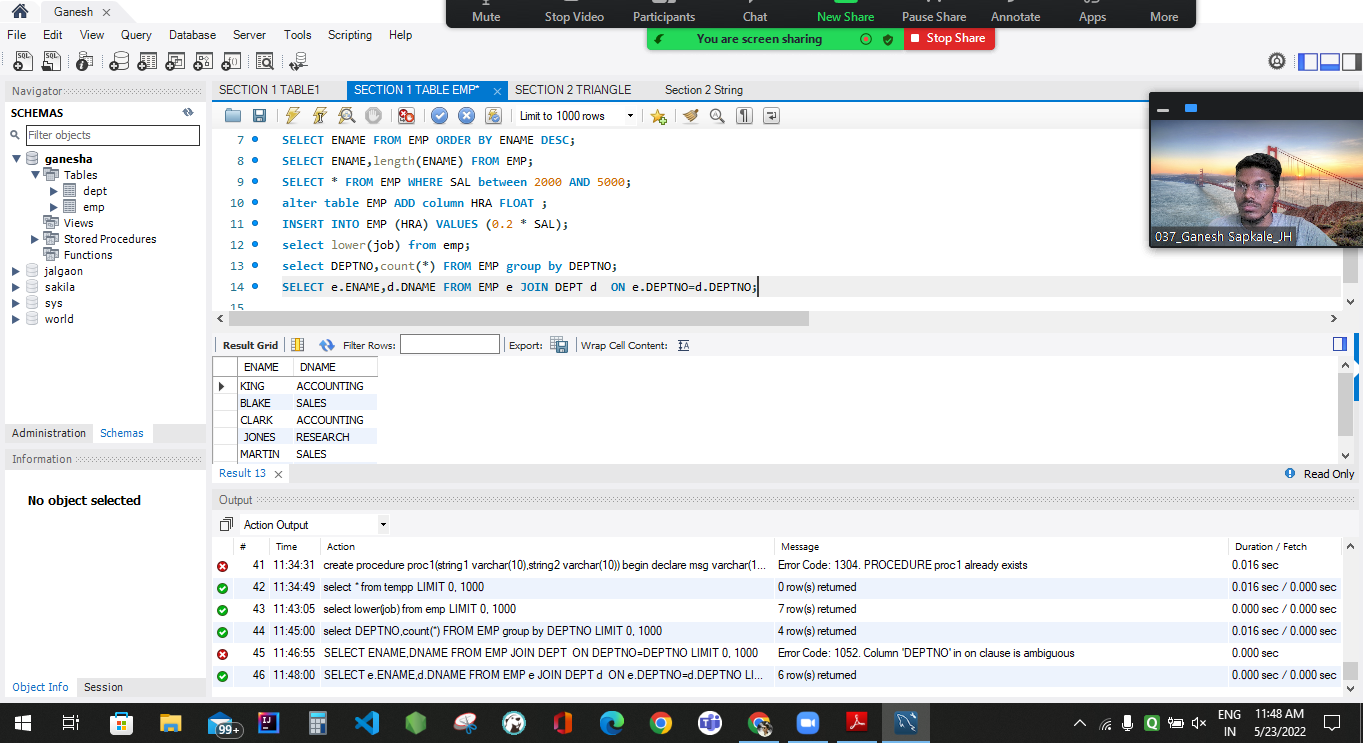 Ganesh
Mute Stop Video Participants Chat New Share Pause Share Annotate Apps More
You are screen sharing Stop Share
File Edit View Query Database Server Tools Scripting Help
Navigator
SCHEMAS
Filter objects
ganesha
Tables
dept
emp
Views
Stored Procedures
Functions
jalgaon
sakila
sys
world
Administration Schemas
Information
No object selected
Object Info Session
SECTION 1 TABLE1 SECTION 1 TABLE EMP* SECTION 2 TRIANGLE Section 2 String
Limit to 1000 rows
7 SELECT ENAME FROM EMP ORDER BY ENAME DESC;
8 SELECT ENAME,length(ENAME) FROM EMP;
9 SELECT * FROM EMP WHERE SAL between 2000 AND 5000;
10 alter table EMP ADD column HRA FLOAT ;
11 INSERT INTO EMP (HRA) VALUES (0.2 * SAL);
12 select lower(job) from emp;
13 select DEPTNO,count(*) FROM EMP group by DEPTNO;
14 SELECT e.ENAME,d.DNAME FROM EMP e JOIN DEPT d  ON e.DEPTNO=d.DEPTNO;
15
037_Ganesh Sapkale_JH
Result Grid Filter Rows: Export: Wrap Cell Content:
ENAME DNAME
KING ACCOUNTING
BLAKE SALES
CLARK ACCOUNTING
JONES RESEARCH
MARTIN SALES
Result 13 Read Only
Output
Action Output
# Time Action Message Duration / Fetch
41 11:34:31 create procedure proc1(string1 varchar(10),string2 varchar(10)) begin declare msg varchar(1... Error Code: 1304. PROCEDURE proc1 already exists 0.016 sec
42 11:34:49 select * from tempp LIMIT 0, 1000 0 row(s) returned 0.016 sec / 0.000 sec
43 11:43:05 select lower(job) from emp LIMIT 0, 1000 7 row(s) returned 0.000 sec / 0.000 sec
44 11:45:00 select DEPTNO,count(*) FROM EMP group by DEPTNO LIMIT 0, 1000 4 row(s) returned 0.016 sec / 0.000 sec
45 11:46:55 SELECT ENAME,DNAME FROM EMP JOIN DEPT  ON DEPTNO=DEPTNO LIMIT 0, 1000 Error Code: 1052. Column 'DEPTNO' in on clause is ambiguous 0.000 sec
46 11:48:00 SELECT e.ENAME,d.DNAME FROM EMP e JOIN DEPT d  ON e.DEPTNO=d.DEPTNO LI... 6 row(s) returned 0.000 sec / 0.000 sec
99+
ENG
IN
11:48 AM
5/23/2022